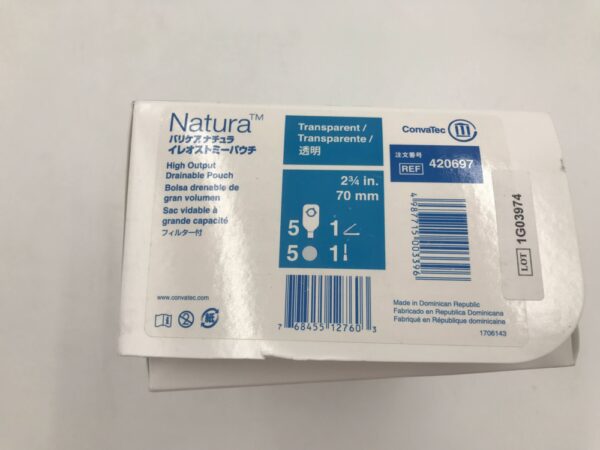 Natura™
バリケアナチュラ
イレオストミーパウチ
High Output
Drainable Pouch
Bolsa drenable de
gran volumen
Sac vidable à
grande capacité
フィルター付
www.convatec.com
Transparent /
Transparente /
透明
2¾ in.
70 mm
5 1
5 1
7 68455 12760 3
ConvaTec
注文番号
REF 420697
4987715003396
LOT 1G03974
Made in Dominican Republic
Fabricado en Republica Dominicana
Fabriqué en République dominicaine
1706143